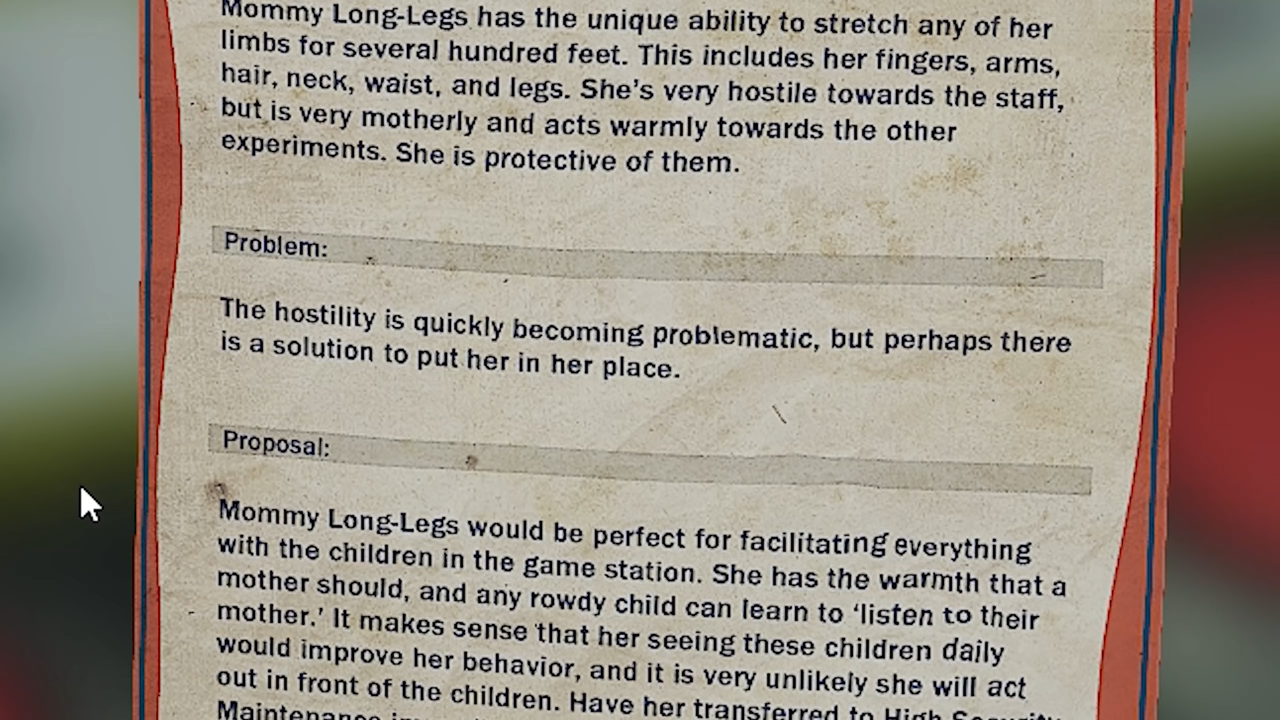 Mommy Long-Legs has the unique ability to stretch any of her
limbs for several hundred feet. This includes her fingers, arms,
hair, neck, waist, and legs. She's very hostile towards the staff,
but is very motherly and acts warmly towards the other
experiments. She is protective of them.
Problem:
The hostility is quickly becoming problematic, but perhaps there
is a solution to put her in her place.
Proposal:
Mommy Long-Legs would be perfect for facilitating everything
with the children in the game station. She has the warmth that a
mother should, and any rowdy child can learn to ‘listen to their
mother.’ It makes sense that her seeing these children daily
would improve her behavior, and it is very unlikely she will act
out in front of the children. Have her transferred to High Security
Maintenance